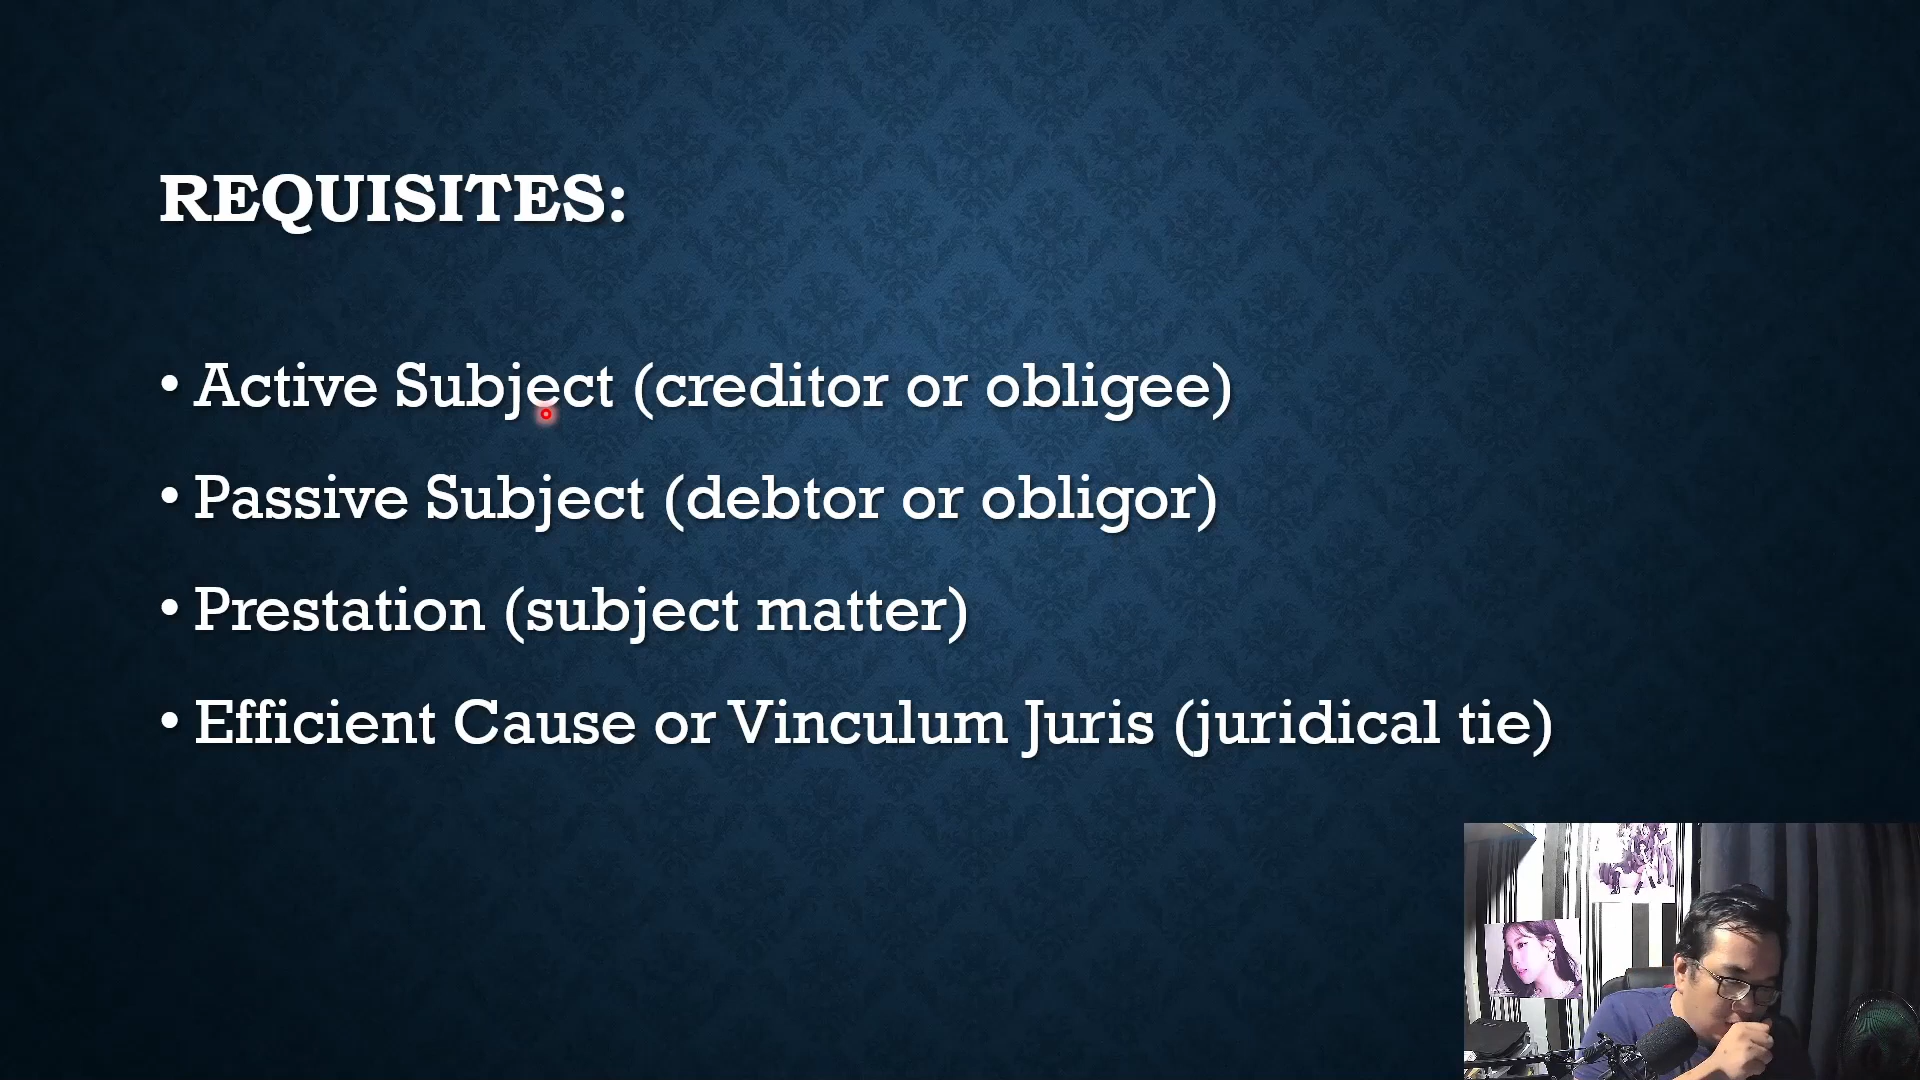 REQUISITES:
• Active Subject (creditor or obligee)
• Passive Subject (debtor or obligor)
• Prestation (subject matter)
• Efficient Cause or Vinculum Juris (juridical tie)